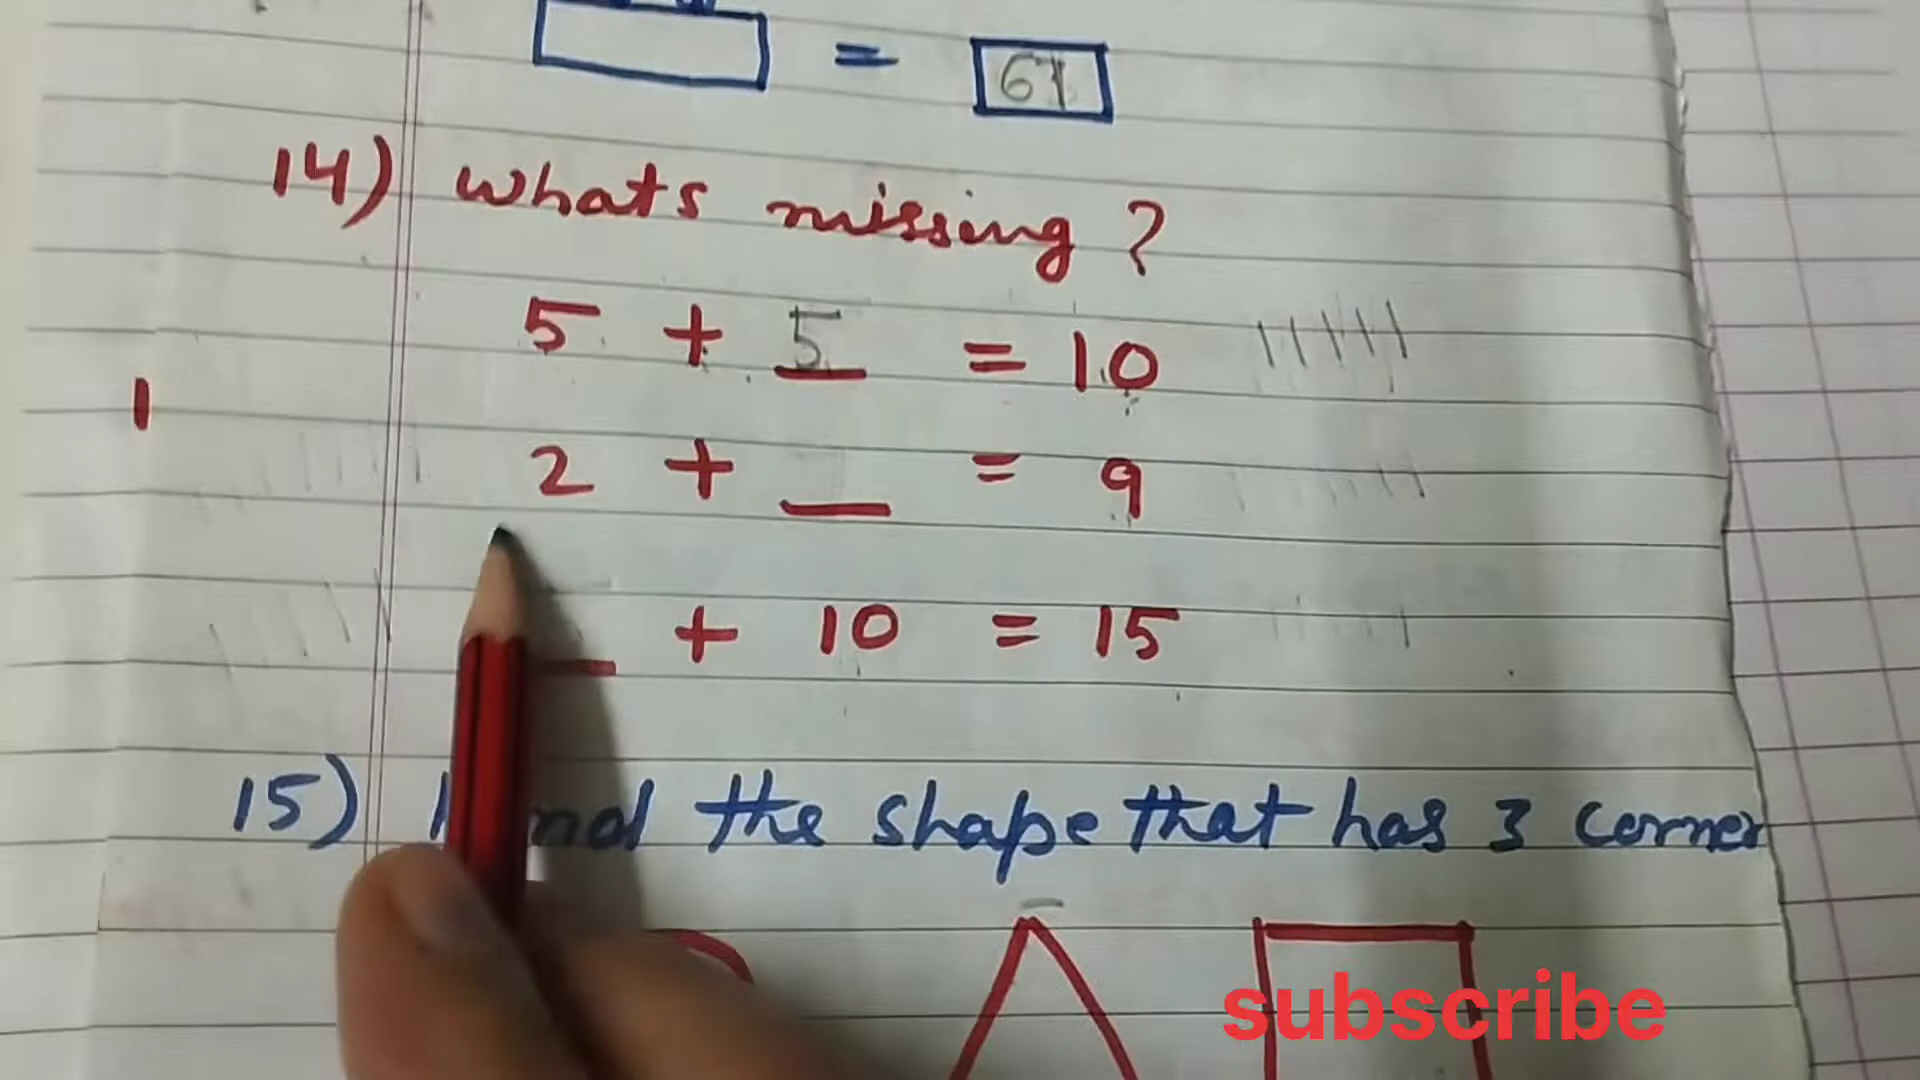 = 67
14) whats missing ?
5 + 5 = 10
1
2 + _ = 9
_ + 10 = 15
15) the shape that has 3 corner
subscribe